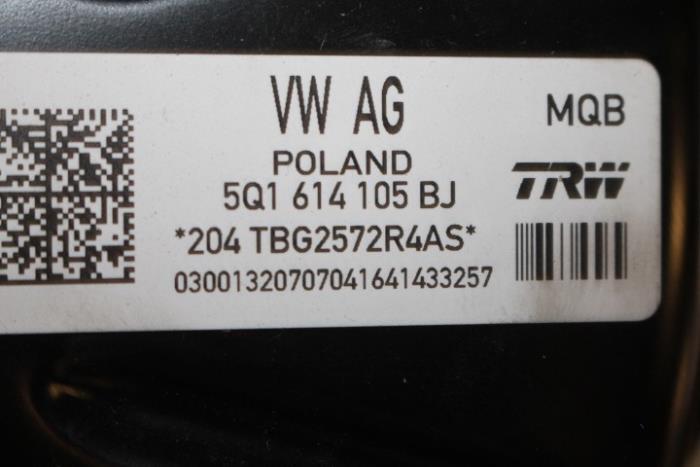 VW AG
MQB
POLAND
TRW
5Q1 614 105 BJ
*204 TBG2572R4AS*
03001320707041641433257